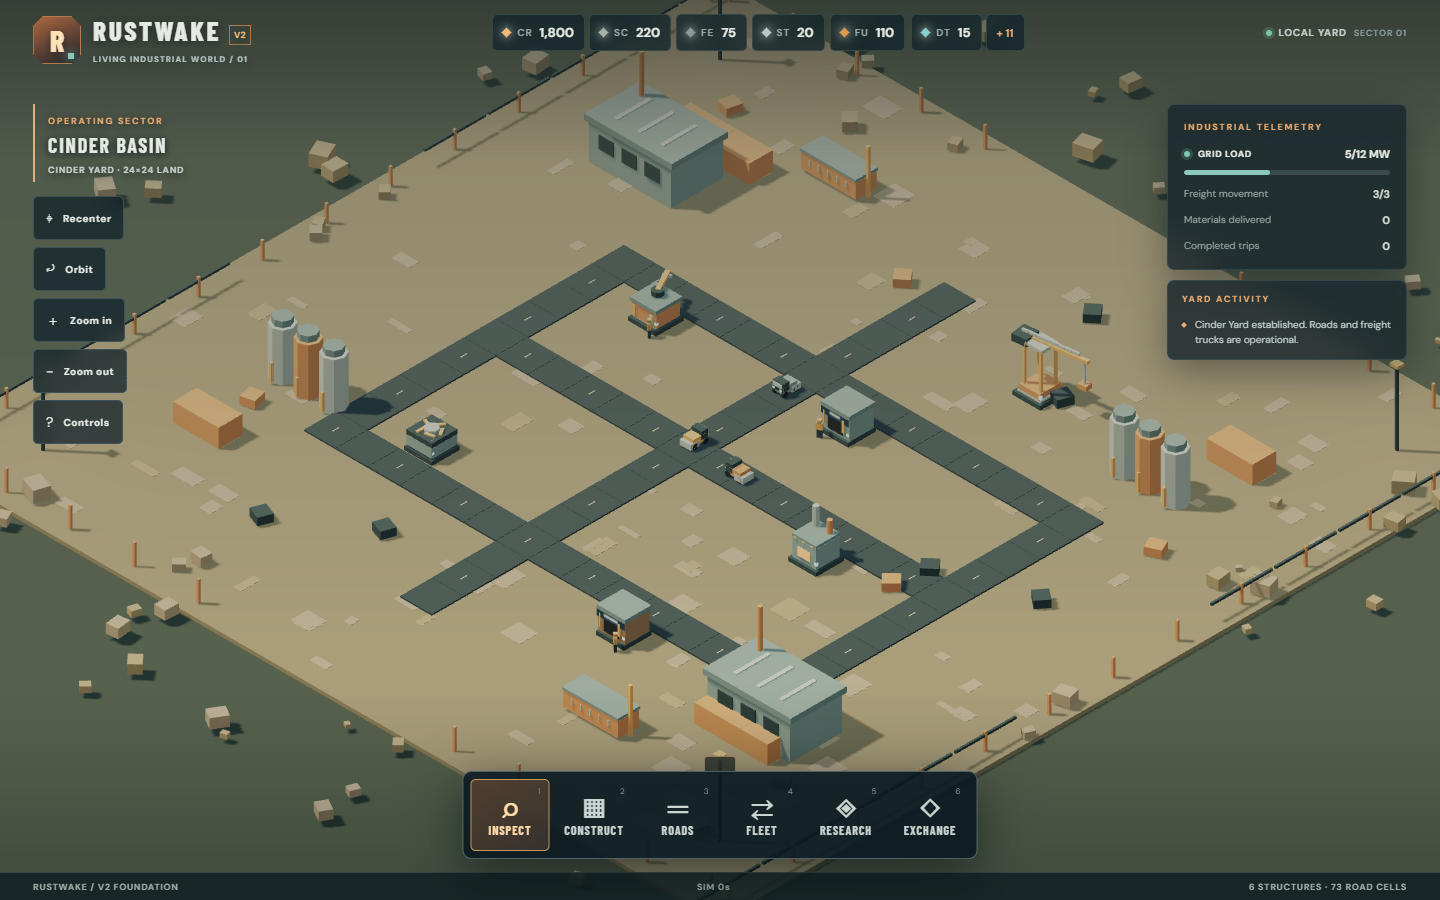 R
RUSTWAKE V2
LIVING INDUSTRIAL WORLD / 01
CR 1,800
SC 220
FE 75
ST 20
FU 110
DT 15
+11
LOCAL YARD SECTOR 01
OPERATING SECTOR
CINDER BASIN
CINDER YARD · 24×24 LAND
Recenter
Orbit
+ Zoom in
− Zoom out
? Controls
INDUSTRIAL TELEMETRY
GRID LOAD 5/12 MW
Freight movement 3/3
Materials delivered 0
Completed trips 0
YARD ACTIVITY
Cinder Yard established. Roads and freight
trucks are operational.
1 INSPECT
2 CONSTRUCT
3 ROADS
4 FLEET
5 RESEARCH
6 EXCHANGE
RUSTWAKE / V2 FOUNDATION
SIM 0s
6 STRUCTURES · 73 ROAD CELLS